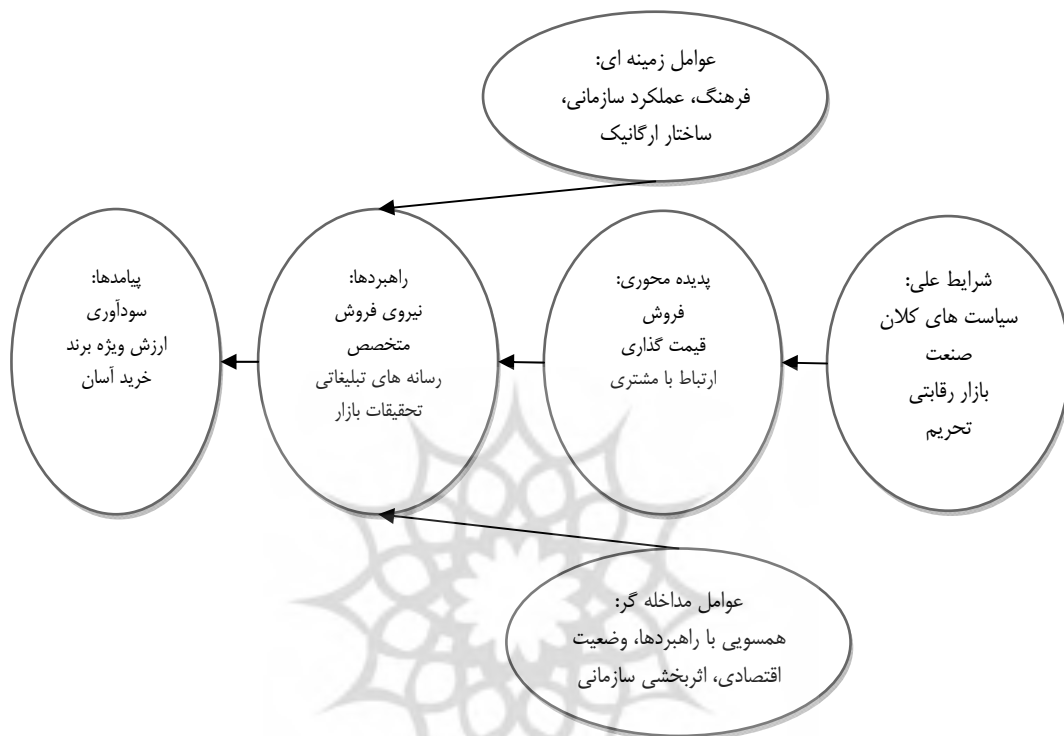 عوامل زمینه ای:
فرهنگ، عملکرد سازمانی،
ساختار ارگانیک
شرایط علی:
سیاست های کلان
صنعت
بازار رقابتی
تحریم
پدیده محوری:
فروش
قیمت گذاری
ارتباط با مشتری
راهبردها:
نیروی فروش
متخصص
رسانه های تبلیغاتی
تحقیقات بازار
پیامدها:
سودآوری
ارزش ویژه برند
خرید آسان
عوامل مداخله گر:
همسویی با راهبردها، وضعیت
اقتصادی، اثربخشی سازمانی